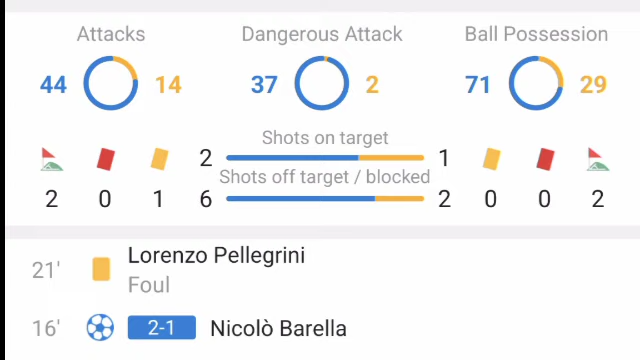 Attacks Dangerous Attack Ball Possession
44 14 37 2 71 29
Shots on target
2 1
Shots off target / blocked
2 0 1 6 2 0 0 2
21' Lorenzo Pellegrini
Foul
16' 2-1 Nicolò Barella